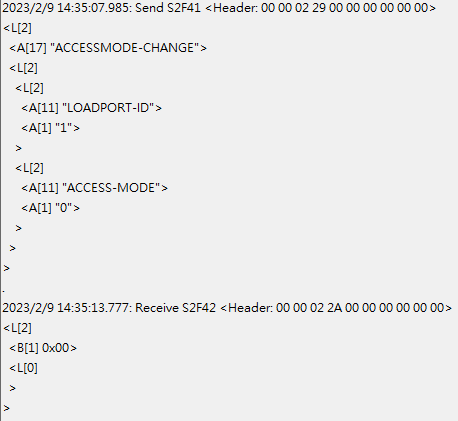 2023/2/9 14:35:07.985: Send S2F41 <Header: 00 00 02 29 00 00 00 00 00 00>
<L[2]
<A[17] "ACCESSMODE-CHANGE">
<L[2]
<L[2]
<A[11] "LOADPORT-ID">
<A[1] "1">
>
<L[2]
<A[11] "ACCESS-MODE">
<A[1] "0">
>
>
>
.
2023/2/9 14:35:13.777: Receive S2F42 <Header: 00 00 02 2A 00 00 00 00 00 00>
<L[2]
<B[1] 0x00>
<L[0]
>
>